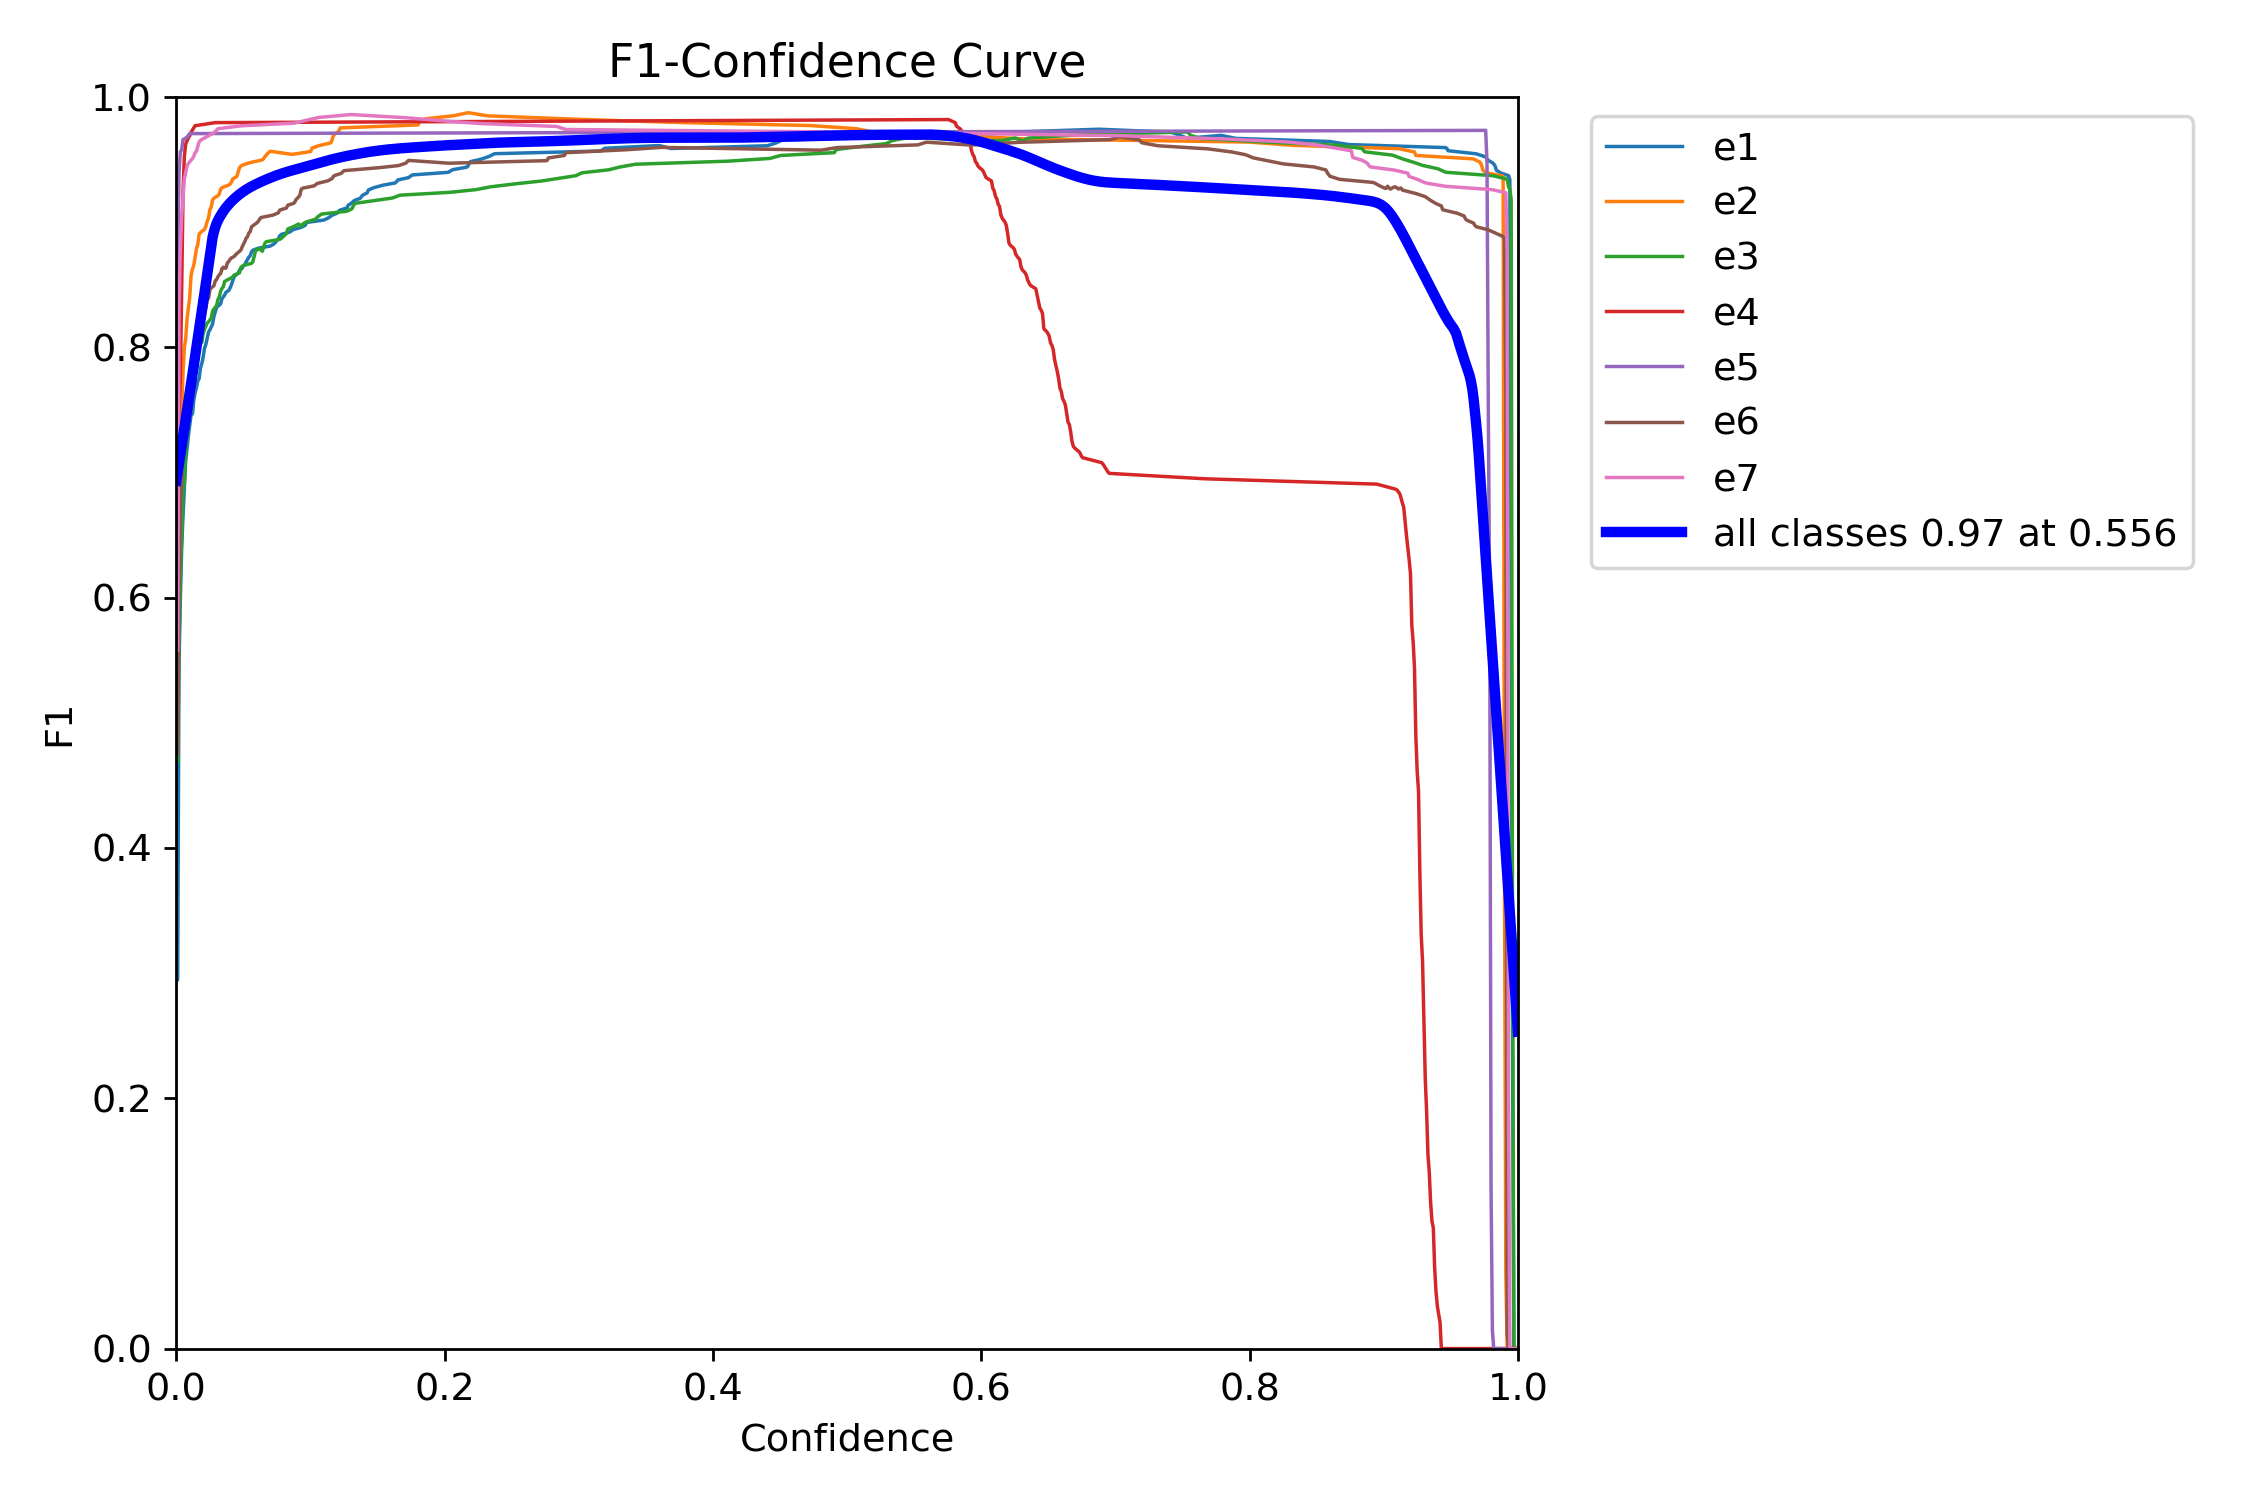 F1-Confidence Curve
1.0
0.8
0.6
0.4
0.2
0.0
F1
0.0 0.2 0.4 0.6 0.8 1.0
Confidence
e1
e2
e3
e4
e5
e6
e7
all classes 0.97 at 0.556